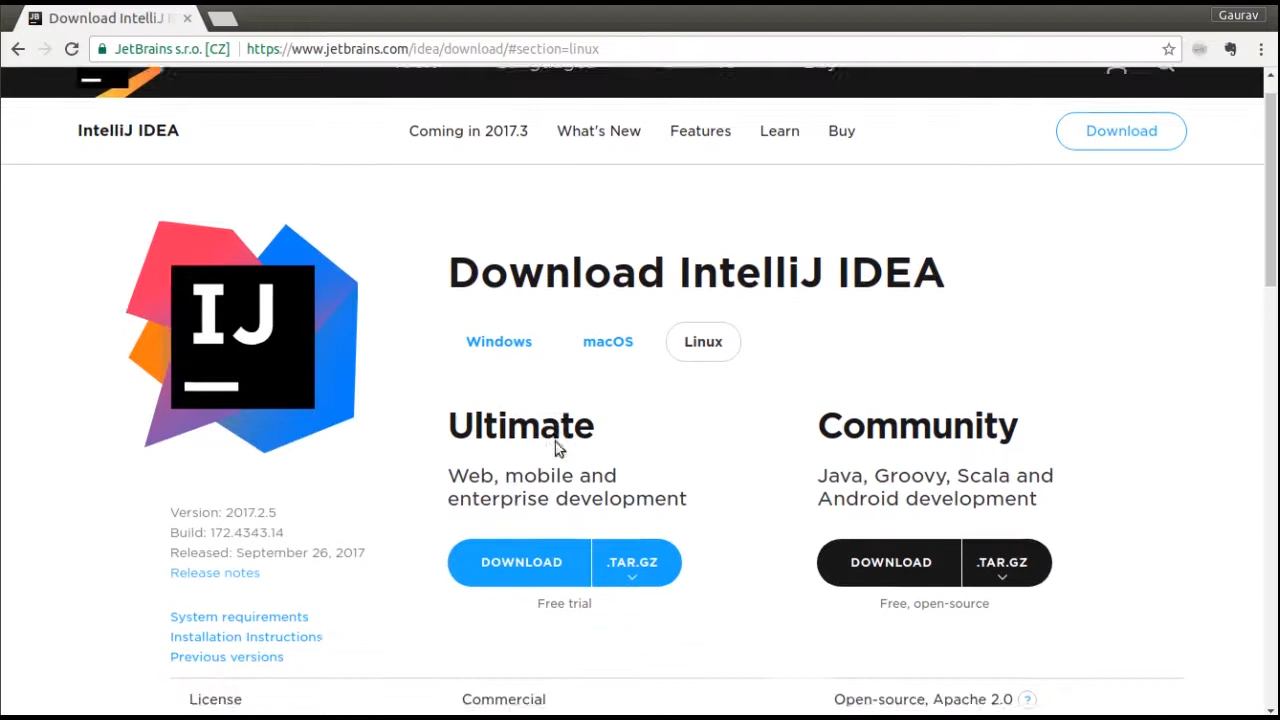 Download IntelliJ I
Gaurav
JetBrains s.r.o. [CZ]
https://www.jetbrains.com/idea/download/#section=linux
IntelliJ IDEA
Coming in 2017.3
What's New
Features
Learn
Buy
Download
IJ
Download IntelliJ IDEA
Windows
macOS
Linux
Ultimate
Web, mobile and
enterprise development
DOWNLOAD
.TAR.GZ
Free trial
Community
Java, Groovy, Scala and
Android development
DOWNLOAD
.TAR.GZ
Free, open-source
Version: 2017.2.5
Build: 172.4343.14
Released: September 26, 2017
Release notes
System requirements
Installation Instructions
Previous versions
License
Commercial
Open-source, Apache 2.0 ?